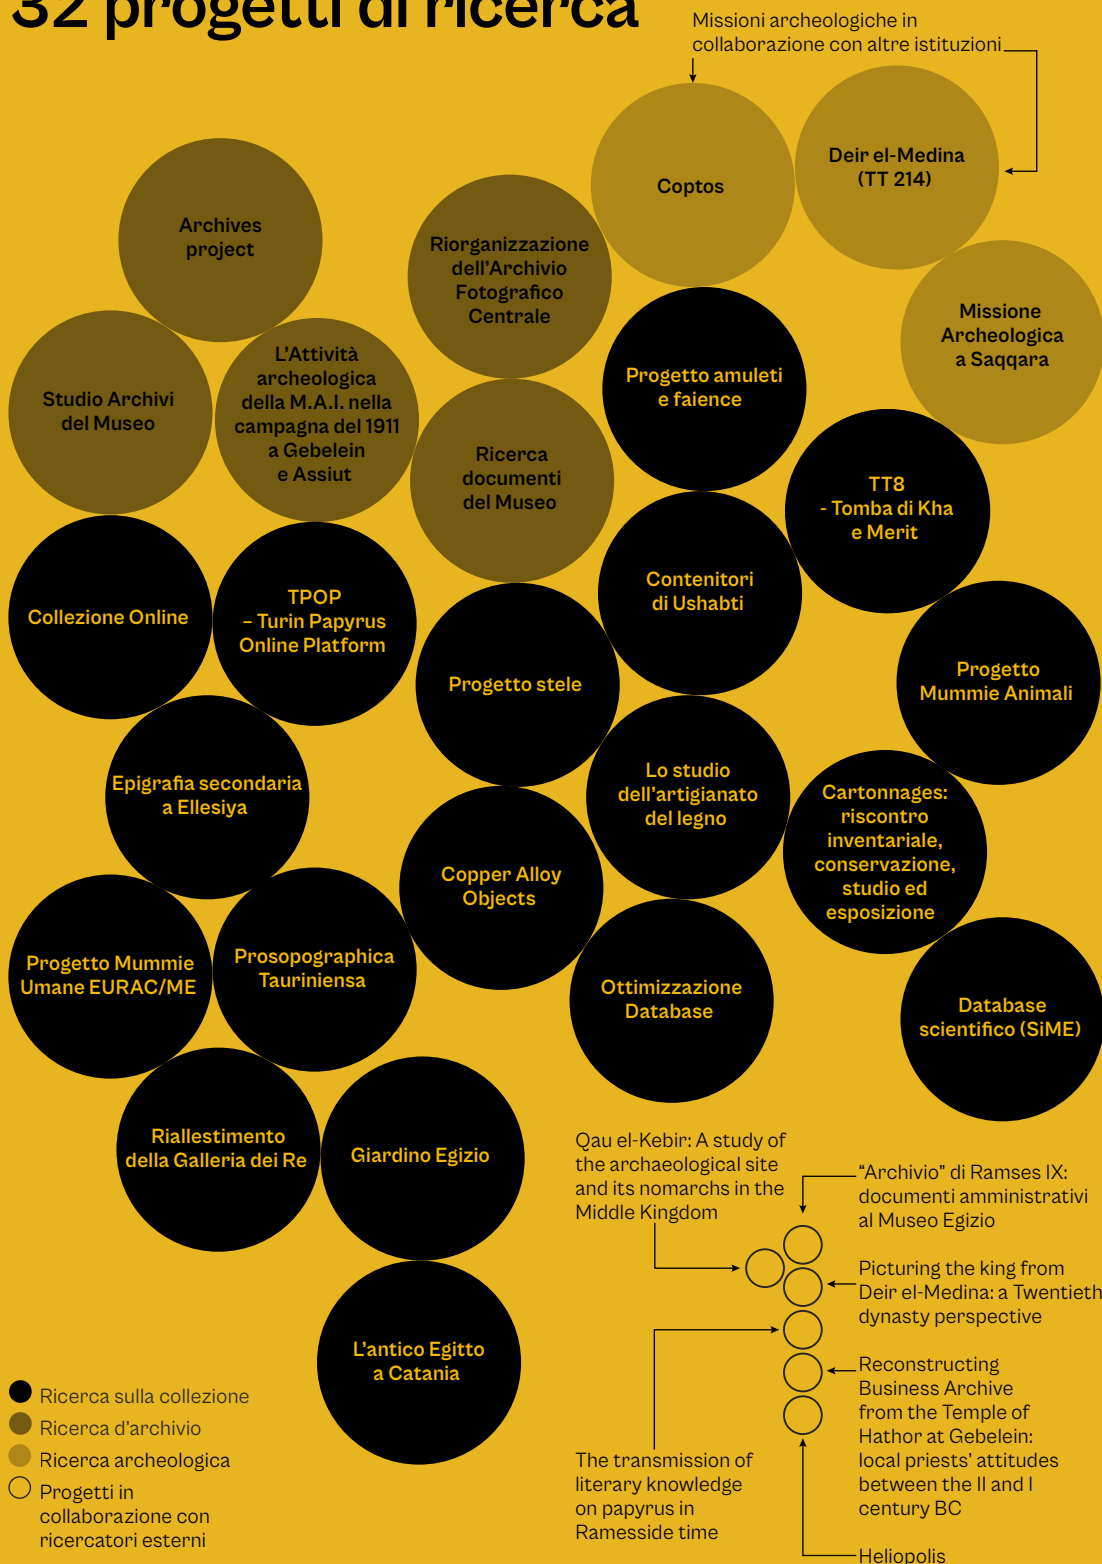 32 progetti di ricerca
Missioni archeologiche in
collaborazione con altre istituzioni
Coptos
Deir el-Medina
(TT 214)
Missione
Archeologica
a Saqqara
Archives
project
Riorganizzazione
dell'Archivio
Fotografico
Centrale
Studio Archivi
del Museo
L'Attività
archeologica
della M.A.I. nella
campagna del 1911
a Gebelein
e Assiut
Ricerca
documenti
del Museo
Progetto amuleti
e faience
TT8
- Tomba di Kha
e Merit
Collezione Online
TPOP
– Turin Papyrus
Online Platform
Contenitori
di Ushabti
Progetto stele
Progetto
Mummie Animali
Epigrafia secondaria
a Ellesiya
Lo studio
dell'artigianato
del legno
Cartonnages:
riscontro
inventariale,
conservazione,
studio ed
esposizione
Copper Alloy
Objects
Progetto Mummie
Umane EURAC/ME
Prosopographica
Tauriniensa
Ottimizzazione
Database
Database
scientifico (SiME)
Riallestimento
della Galleria dei Re
Giardino Egizio
L'antico Egitto
a Catania
Qau el-Kebir: A study of
the archaeological site
and its nomarchs in the
Middle Kingdom
"Archivio" di Ramses IX:
documenti amministrativi
al Museo Egizio
Picturing the king from
Deir el-Medina: a Twentieth
dynasty perspective
Reconstructing
Business Archive
from the Temple of
Hathor at Gebelein:
local priests' attitudes
between the II and I
century BC
The transmission of
literary knowledge
on papyrus in
Ramesside time
Heliopolis
Ricerca sulla collezione
Ricerca d'archivio
Ricerca archeologica
Progetti in
collaborazione con
ricercatori esterni